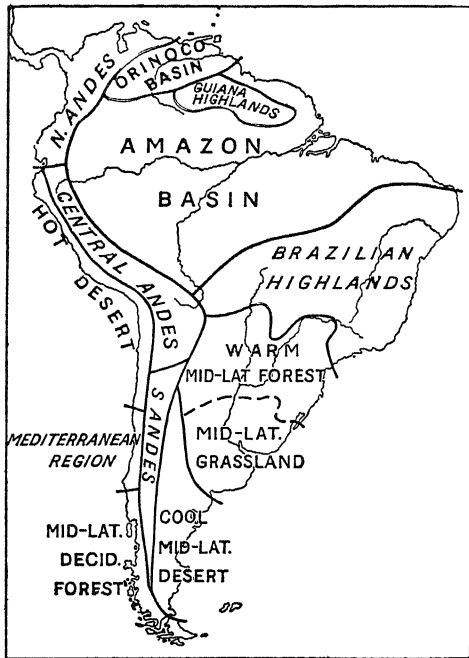 N. ANDES
ORINOCO
BASIN
GUIANA
HIGHLANDS
AMAZON
BASIN
CENTRAL ANDES
HOT
DESERT
BRAZILIAN
HIGHLANDS
WARM
MID-LAT FOREST
S ANDES
MID-LAT.
GRASSLAND
MEDITERRANEAN
REGION
COOL
MID-LAT.
DESERT
MID-LAT.
DECID.
FOREST